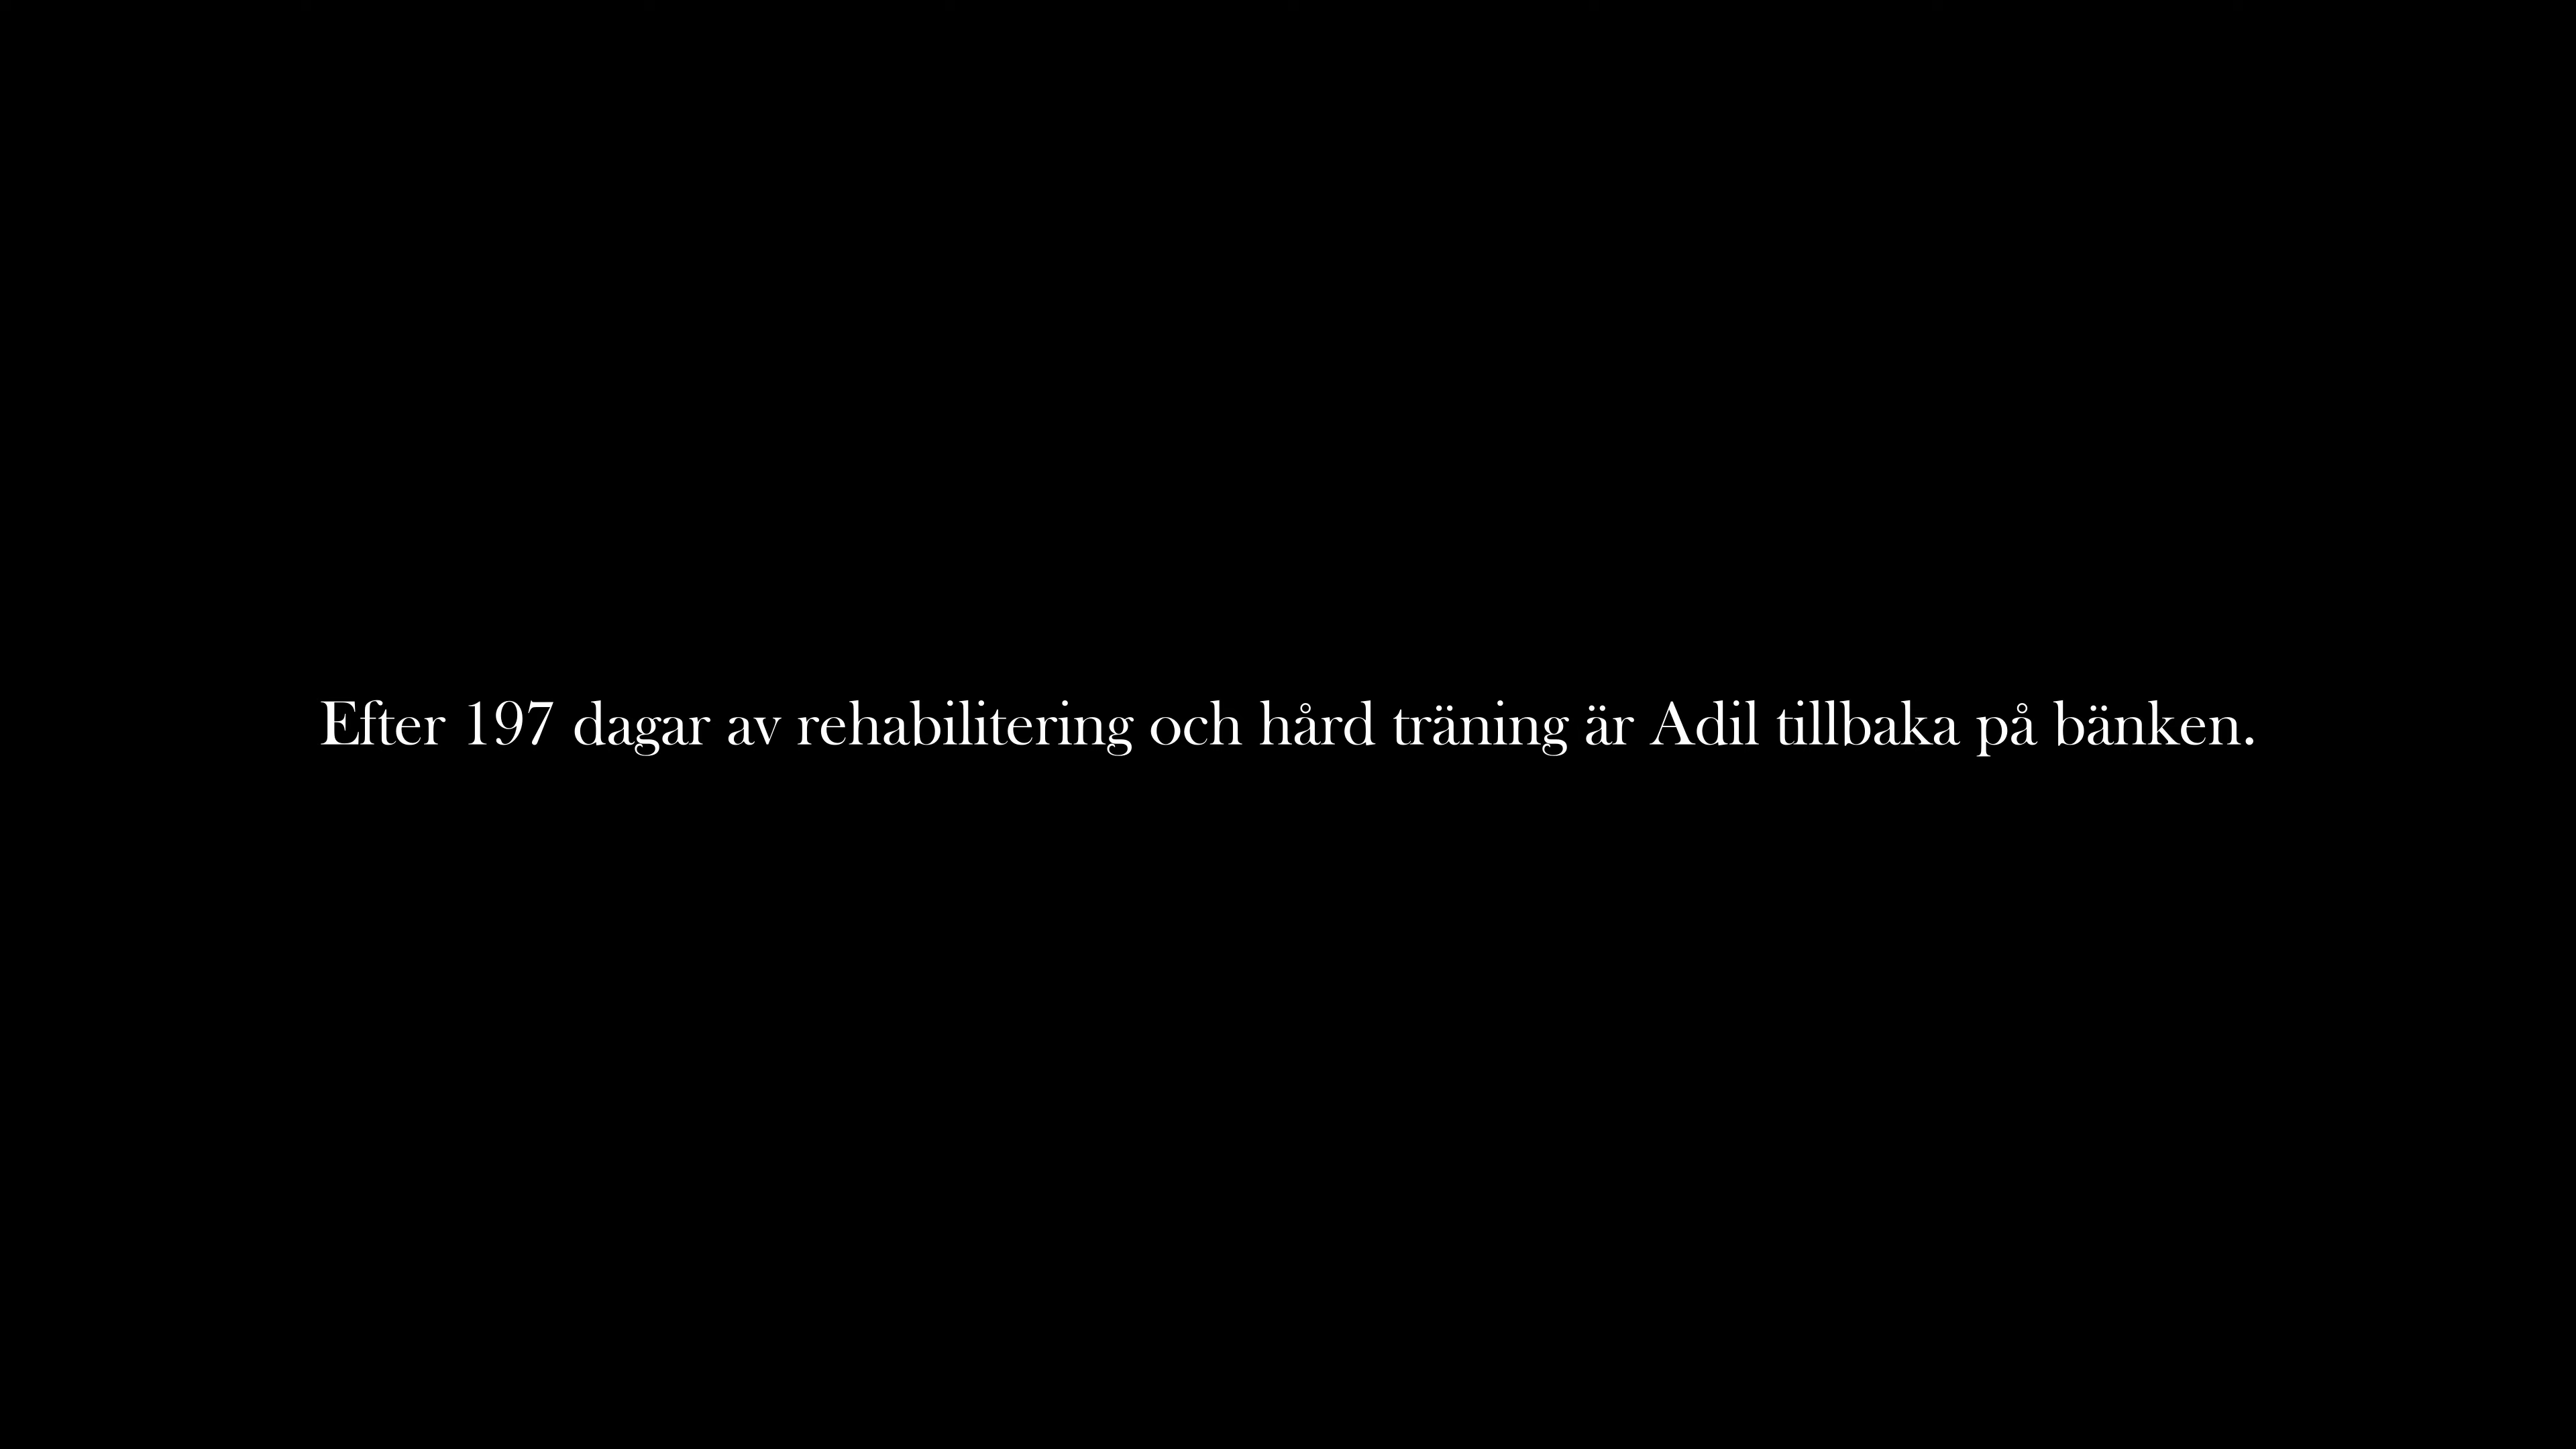 Efter 197 dagar av rehabilitering och hård träning är Adil tillbaka på bänken.